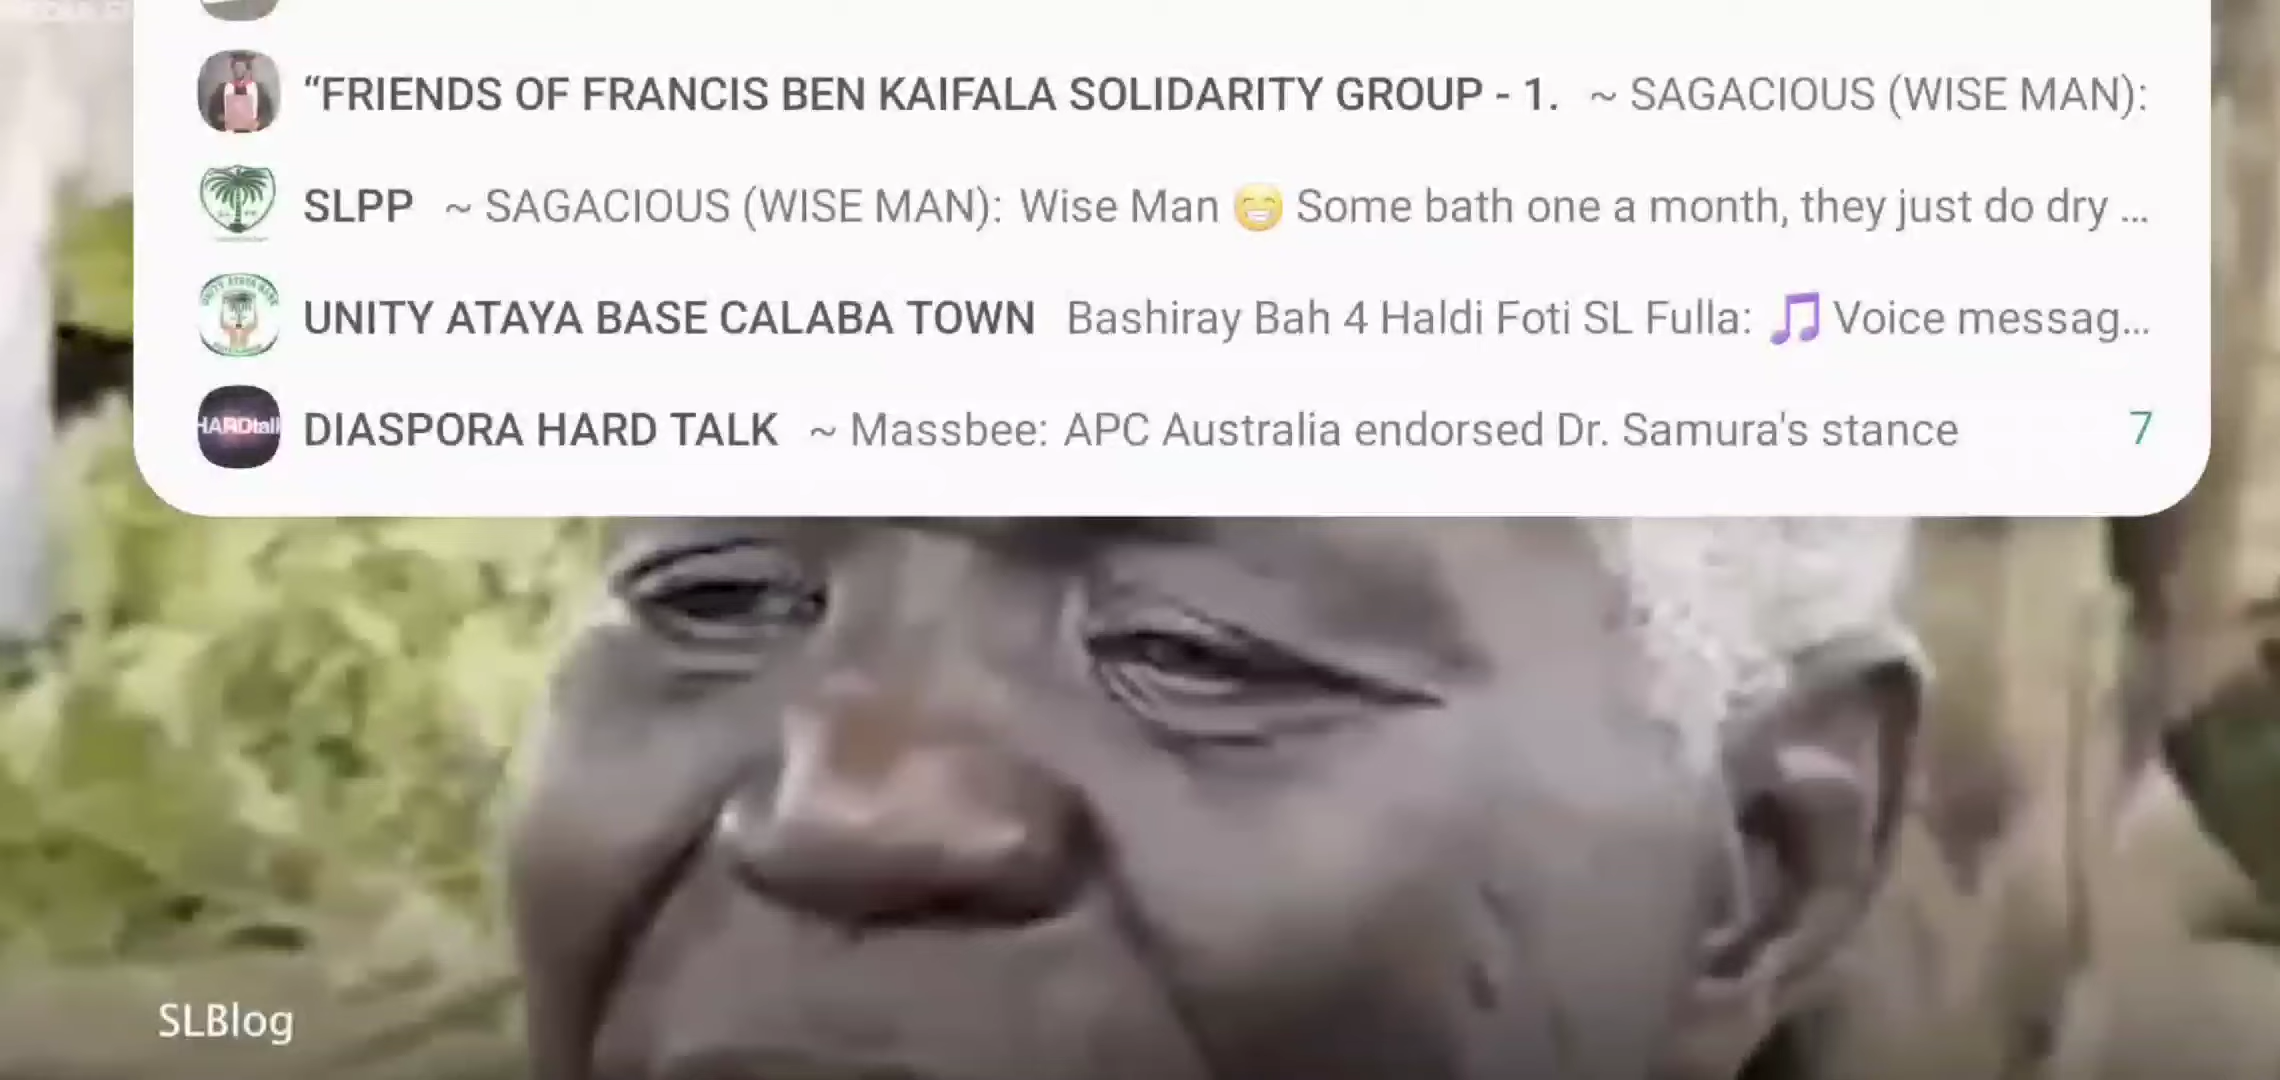 “FRIENDS OF FRANCIS BEN KAIFALA SOLIDARITY GROUP - 1. ~ SAGACIOUS (WISE MAN):
SLPP ~ SAGACIOUS (WISE MAN): Wise Man 😁 Some bath one a month, they just do dry ...
UNITY ATAYA BASE CALABA TOWN Bashiray Bah 4 Haldi Foti SL Fulla: 🎵 Voice messag...
HARDtalk
DIASPORA HARD TALK ~ Massbee: APC Australia endorsed Dr. Samura's stance 7
SLBlog